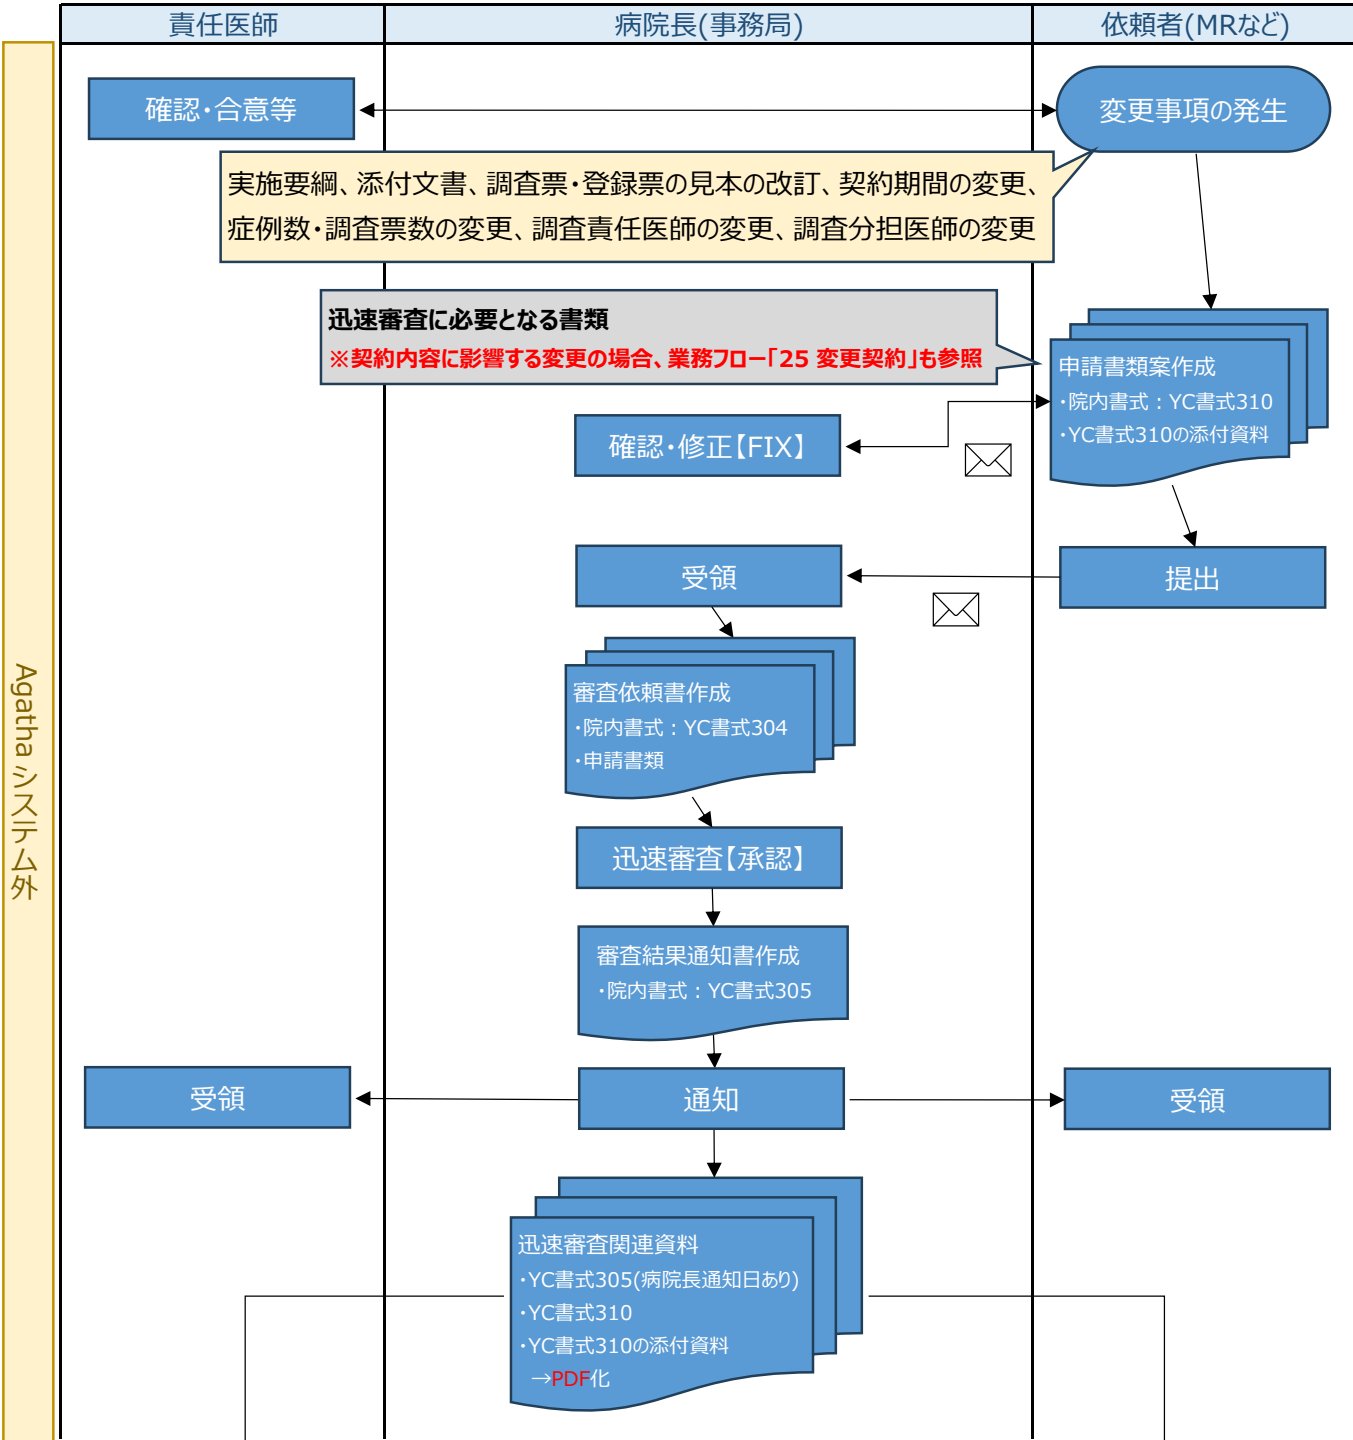 責任医師
病院長(事務局)
依頼者(MRなど)
Agatha システム外
確認・合意等
変更事項の発生
実施要綱、添付文書、調査票・登録票の見本の改訂、契約期間の変更、
症例数・調査票数の変更、調査責任医師の変更、調査分担医師の変更
迅速審査に必要となる書類
※契約内容に影響する変更の場合、業務フロー「25 変更契約」も参照
申請書類案作成
・院内書式：YC書式310
・YC書式310の添付資料
確認・修正【FIX】
受領
提出
審査依頼書作成
・院内書式：YC書式304
・申請書類
迅速審査【承認】
審査結果通知書作成
・院内書式：YC書式305
受領
通知
受領
迅速審査関連資料
・YC書式305(病院長通知日あり)
・YC書式310
・YC書式310の添付資料
→PDF化